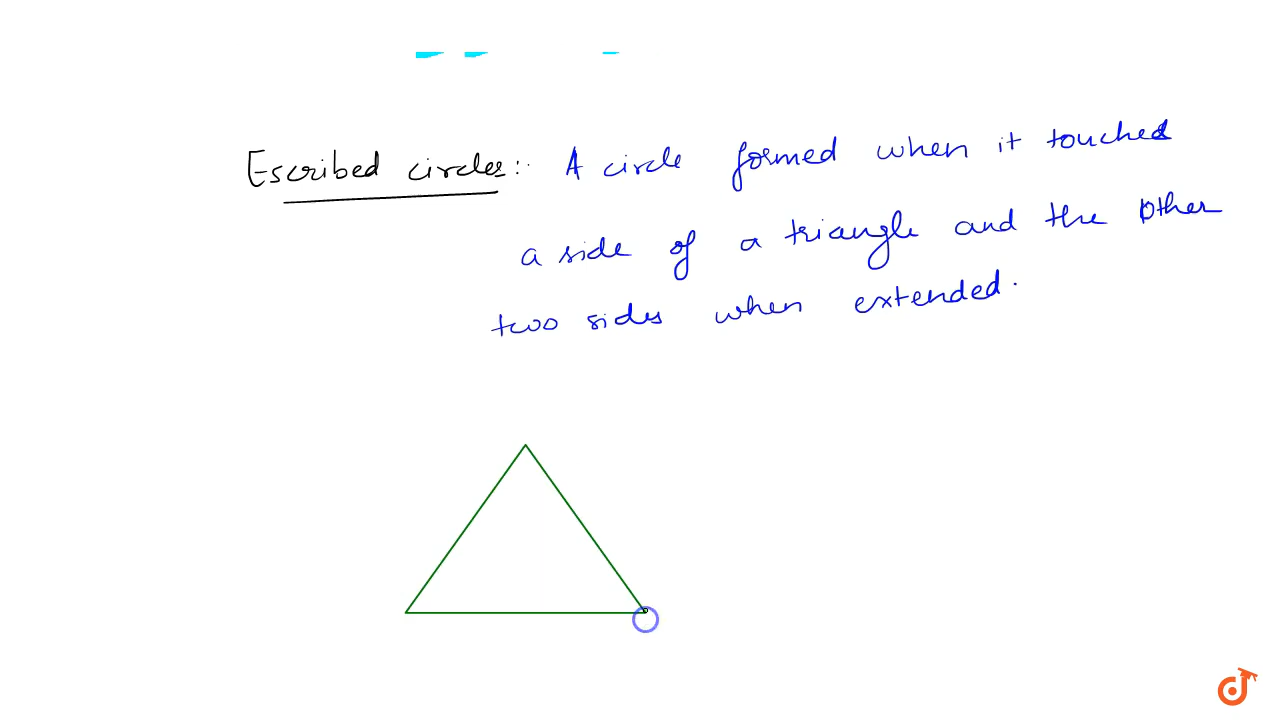 Escribed circles:- A circle formed when it touched
a side of a triangle and the other
two sides when extended.